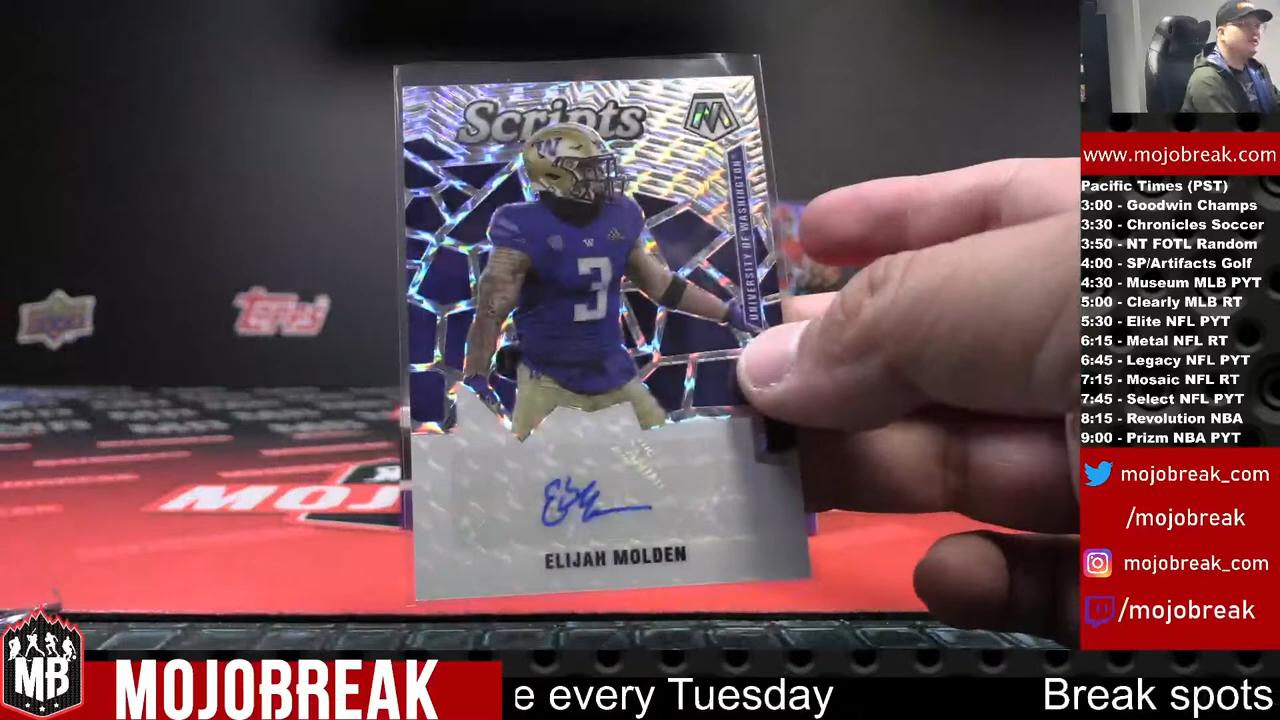 Scripts
UNIVERSITY OF WASHINGTON
W
W
3
ELIJAH MOLDEN
Topps
MOJO
www.mojobreak.com
Pacific Times (PST)
3:00 - Goodwin Champs
3:30 - Chronicles Soccer
3:50 - NT FOTL Random
4:00 - SP/Artifacts Golf
4:30 - Museum MLB PYT
5:00 - Clearly MLB RT
5:30 - Elite NFL PYT
6:15 - Metal NFL RT
6:45 - Legacy NFL PYT
7:15 - Mosaic NFL RT
7:45 - Select NFL PYT
8:15 - Revolution NBA
9:00 - Prizm NBA PYT
mojobreak_com
/mojobreak
mojobreak_com
/mojobreak
MB
MOJOBREAK
e every Tuesday
Break spots